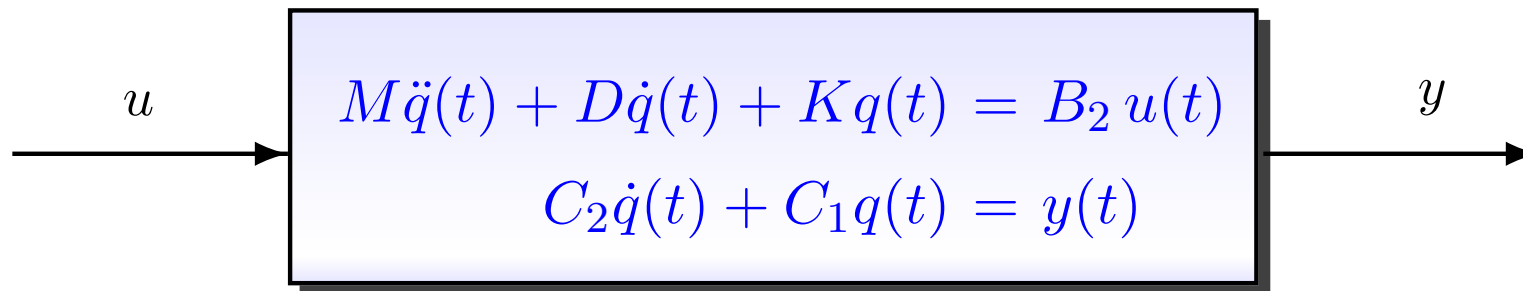 u
Mq̈(t) + Dq̇(t) + Kq(t) = B₂ u(t)
C₂q̇(t) + C₁q(t) = y(t)
y